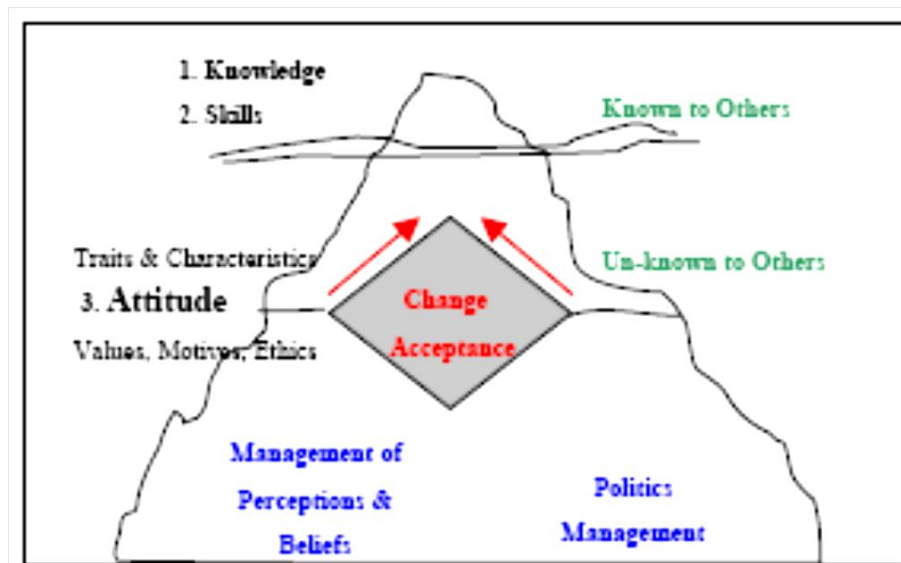 1. Knowledge
2. Skills
Known to Others
Traits & Characteristics
Un-known to Others
3. Attitude
Values, Motives, Ethics
Change
Acceptance
Management of
Perceptions &
Beliefs
Politics
Management